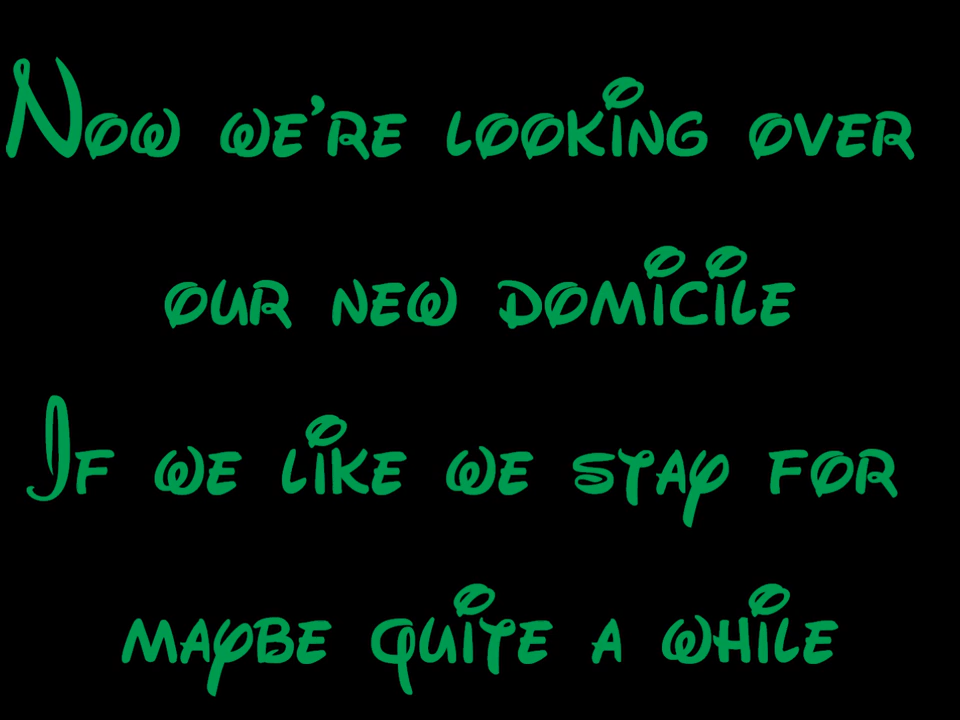 Now we're looking over
our new domicile
If we like we stay for
maybe quite a while